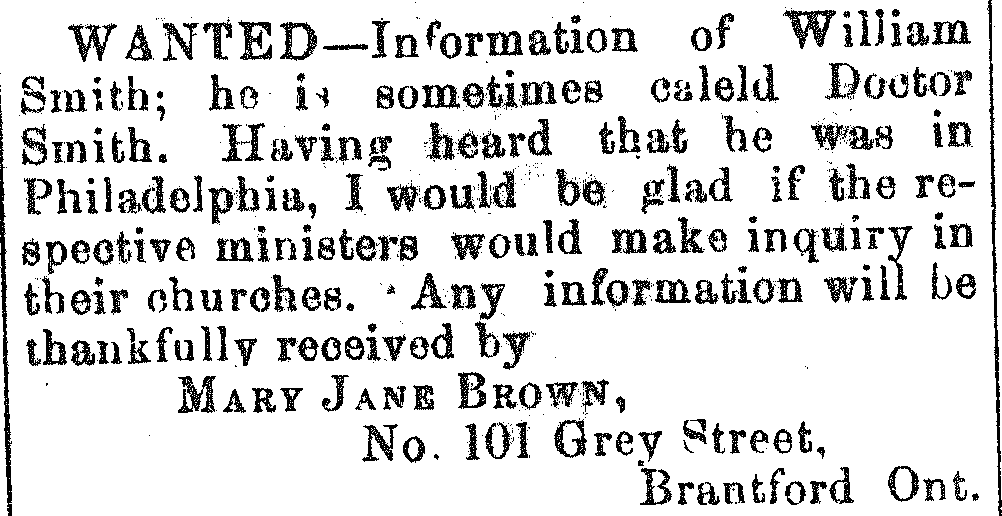 WANTED—Information of William
Smith; he is sometimes caleld Doctor
Smith. Having heard that he was in
Philadelphia, I would be glad if the re-
spective ministers would make inquiry in
their churches. Any information will be
thankfully received by
MARY JANE BROWN,
No. 101 Grey Street,
Brantford Ont.